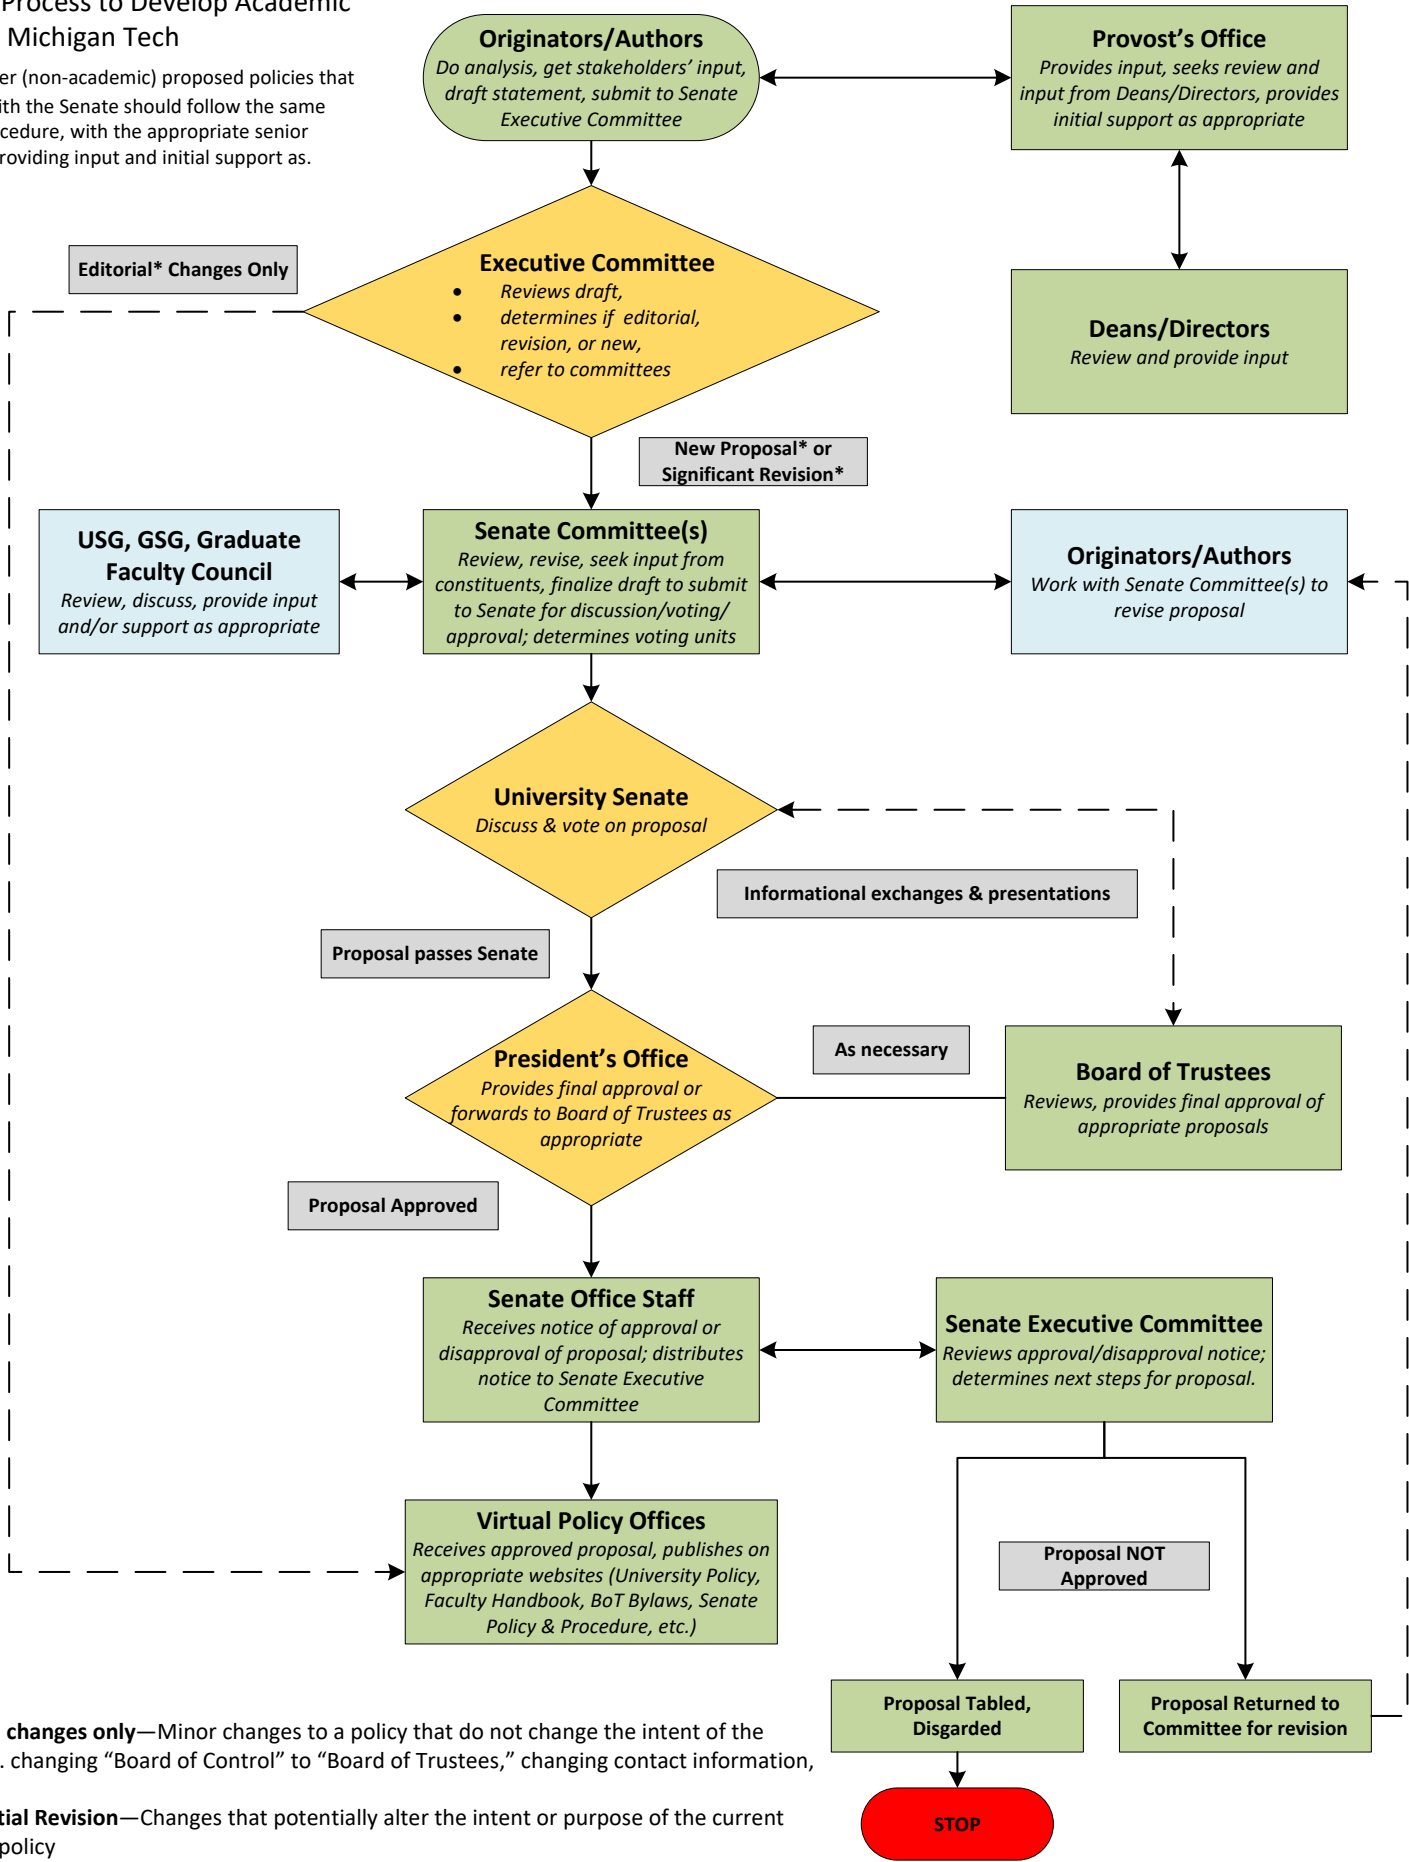 Process to Develop Academic
Michigan Tech
er (non-academic) proposed policies that
ith the Senate should follow the same
cedure, with the appropriate senior
roviding input and initial support as.
Originators/Authors
Do analysis, get stakeholders’ input,
draft statement, submit to Senate
Executive Committee
Provost’s Office
Provides input, seeks review and
input from Deans/Directors, provides
initial support as appropriate
Editorial* Changes Only
Executive Committee
• Reviews draft,
• determines if editorial,
revision, or new,
• refer to committees
Deans/Directors
Review and provide input
New Proposal* or
Significant Revision*
USG, GSG, Graduate
Faculty Council
Review, discuss, provide input
and/or support as appropriate
Senate Committee(s)
Review, revise, seek input from
constituents, finalize draft to submit
to Senate for discussion/voting/
approval; determines voting units
Originators/Authors
Work with Senate Committee(s) to
revise proposal
University Senate
Discuss & vote on proposal
Informational exchanges & presentations
Proposal passes Senate
President’s Office
Provides final approval or
forwards to Board of Trustees as
appropriate
As necessary
Board of Trustees
Reviews, provides final approval of
appropriate proposals
Proposal Approved
Senate Office Staff
Receives notice of approval or
disapproval of proposal; distributes
notice to Senate Executive
Committee
Senate Executive Committee
Reviews approval/disapproval notice;
determines next steps for proposal.
Virtual Policy Offices
Receives approved proposal, publishes on
appropriate websites (University Policy,
Faculty Handbook, BoT Bylaws, Senate
Policy & Procedure, etc.)
Proposal NOT
Approved
Proposal Tabled,
Disgarded
Proposal Returned to
Committee for revision
STOP
changes only—Minor changes to a policy that do not change the intent of the
. changing “Board of Control” to “Board of Trustees,” changing contact information,
tial Revision—Changes that potentially alter the intent or purpose of the current
policy